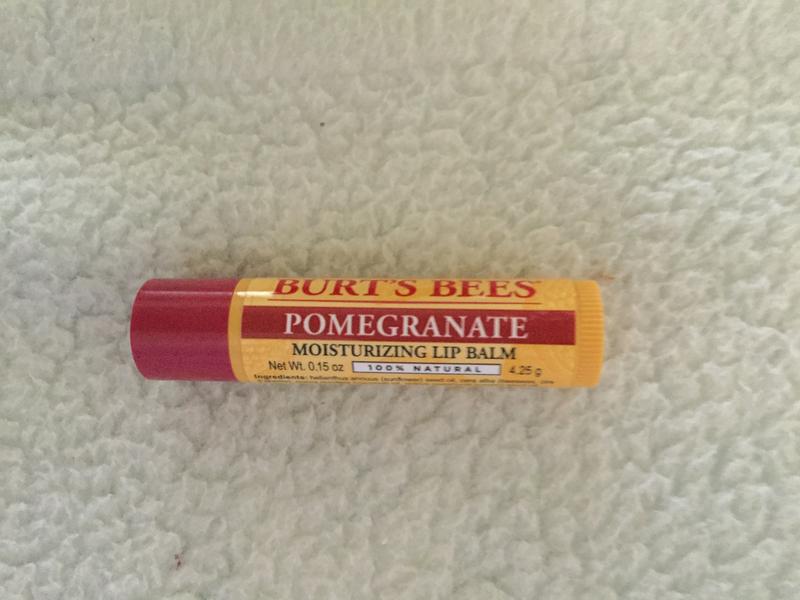 BURT'S BEES
POMEGRANATE
MOISTURIZING LIP BALM
Net Wt. 0.15 oz 100% NATURAL 4.25 g
Ingredients: helianthus annuus (sunflower) seed oil, cera alba (beeswax,